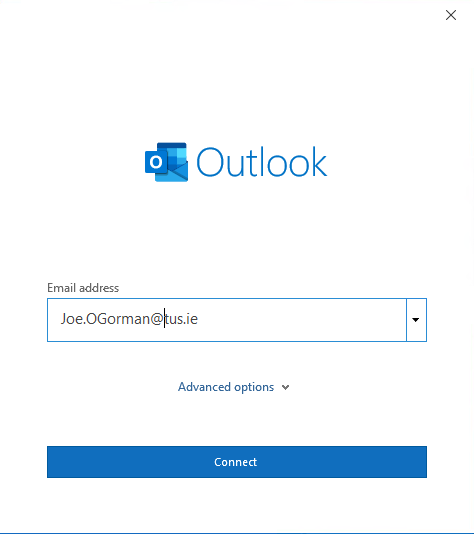 Outlook
Email address
Joe.OGorman@tus.ie
Advanced options
Connect